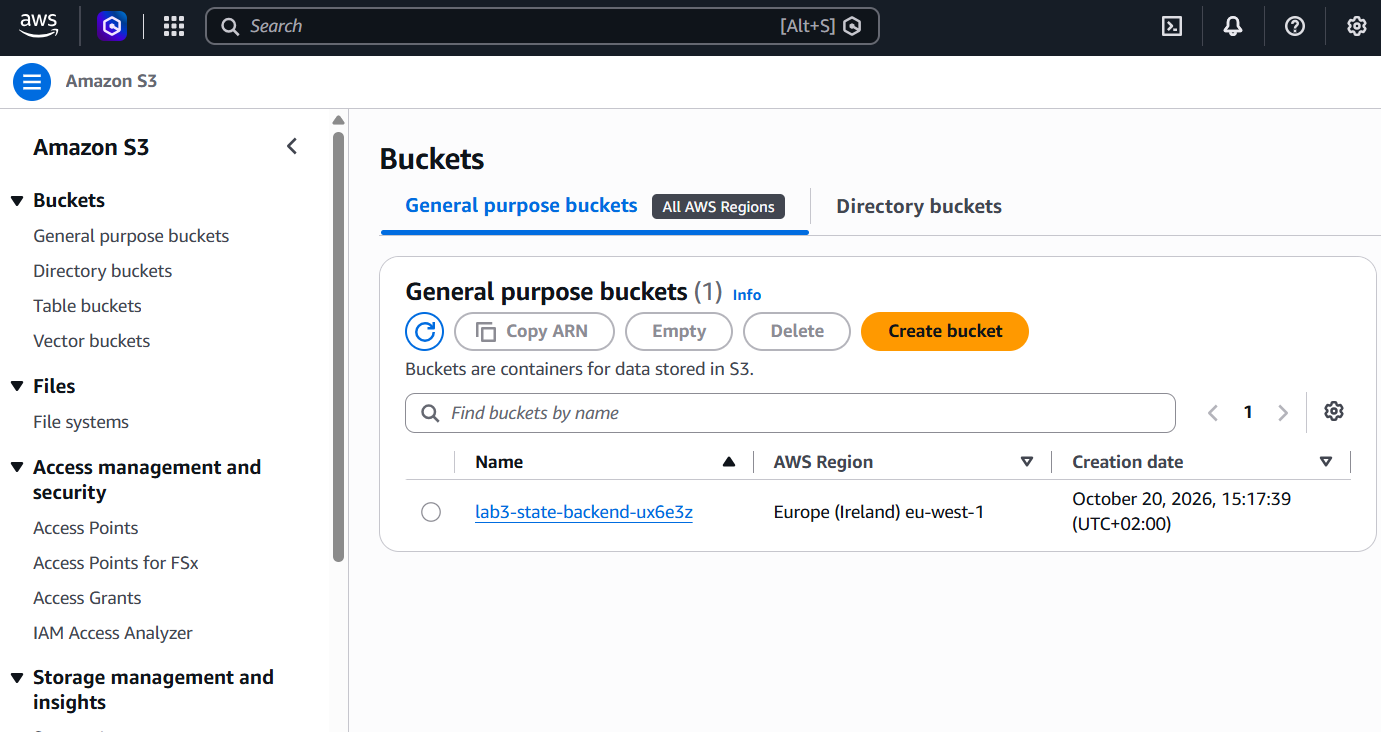 aws
Search [Alt+S]
Amazon S3
Amazon S3
Buckets
General purpose buckets
Directory buckets
Table buckets
Vector buckets
Files
File systems
Access management and
security
Access Points
Access Points for FSx
Access Grants
IAM Access Analyzer
Storage management and
insights
Buckets
General purpose buckets All AWS Regions Directory buckets
General purpose buckets (1) Info
Copy ARN Empty Delete Create bucket
Buckets are containers for data stored in S3.
Find buckets by name 1
Name AWS Region Creation date
lab3-state-backend-ux6e3z Europe (Ireland) eu-west-1 October 20, 2026, 15:17:39
(UTC+02:00)